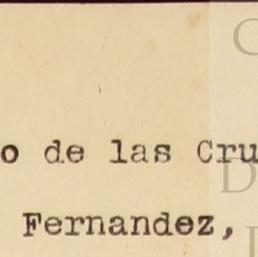 o de las Cru
Fernandez,